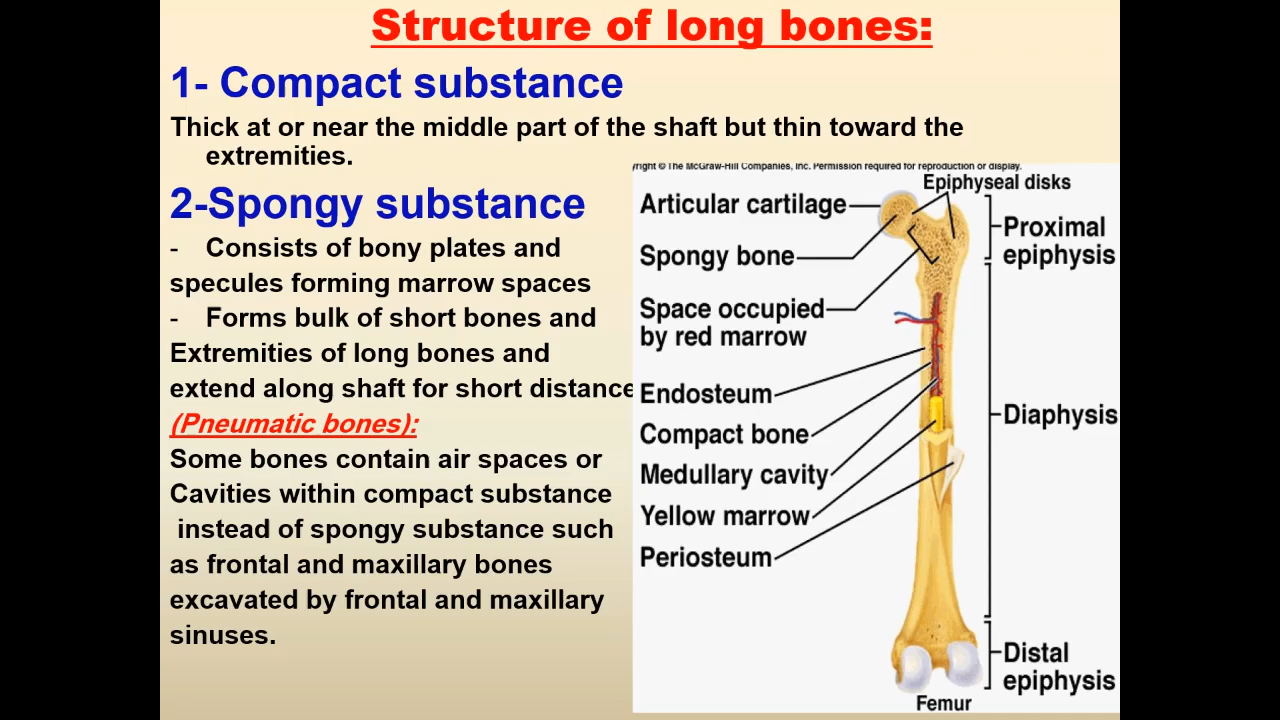 Structure of long bones:
1- Compact substance
Thick at or near the middle part of the shaft but thin toward the
extremities.
2-Spongy substance
- Consists of bony plates and
specules forming marrow spaces
- Forms bulk of short bones and
Extremities of long bones and
extend along shaft for short distance
(Pneumatic bones):
Some bones contain air spaces or
Cavities within compact substance
instead of spongy substance such
as frontal and maxillary bones
excavated by frontal and maxillary
sinuses.
yright © The McGraw-Hill Companies, Inc. Permission required for reproduction or display.
Epiphyseal disks
Articular cartilage
Spongy bone
Space occupied
by red marrow
Endosteum
Compact bone
Medullary cavity
Yellow marrow
Periosteum
Proximal
epiphysis
Diaphysis
Distal
epiphysis
Femur